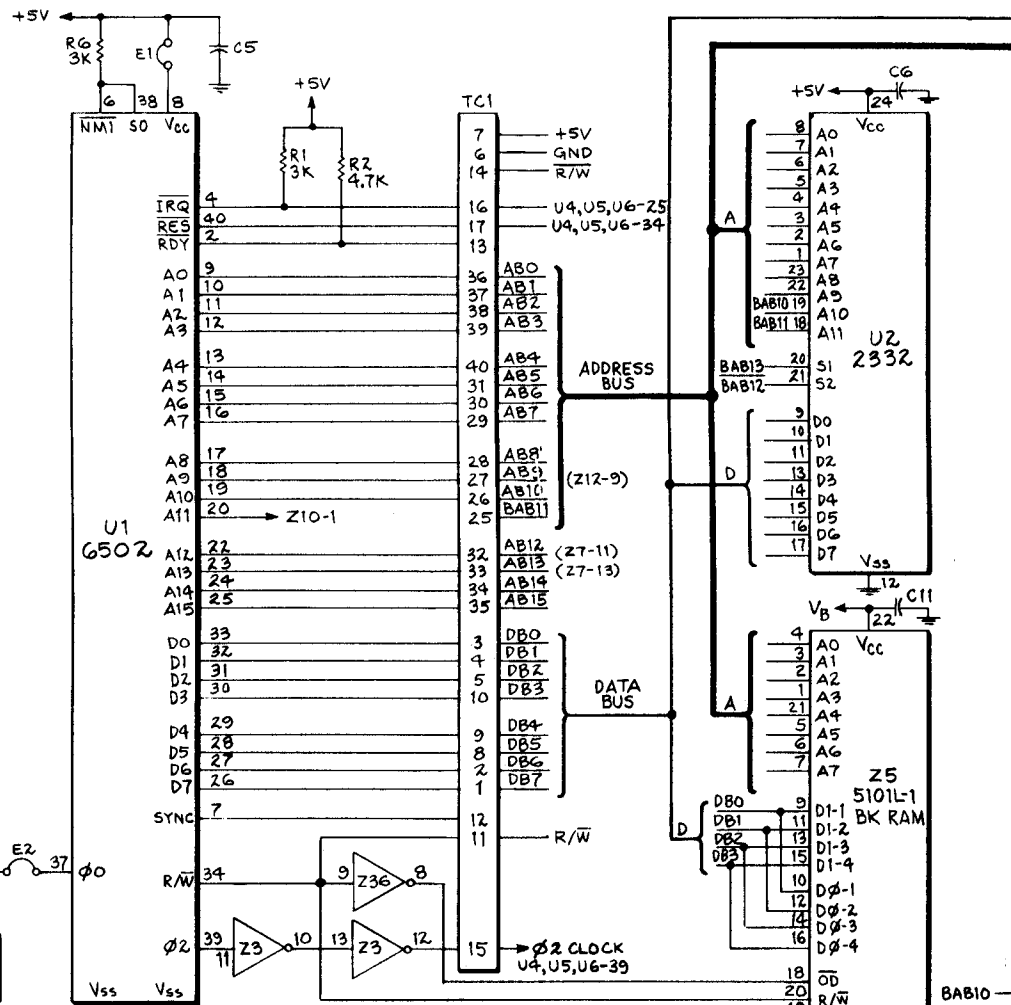 +5V
R6
3K
E1
C5
6 38 8
NMI SO Vcc
+5V
R1
3K
R2
4.7K
TC1
7 +5V
6 GND
14 R/W
IRQ 4 16 U4,U5,U6-25
RES 40 17 U4,U5,U6-34
RDY 2 13
A0 9 36 AB0
A1 10 37 AB1
A2 11 38 AB2
A3 12 39 AB3
A4 13 40 AB4
A5 14 31 AB5
A6 15 30 AB6
A7 16 29 AB7
ADDRESS
BUS
A8 17 28 AB8
A9 18 27 AB9
A10 19 26 AB10
(Z12-9)
A11 20 Z10-1 25 BAB11
U1
6502
A12 22 32 AB12 (Z7-11)
A13 23 33 AB13 (Z7-13)
A14 24 34 AB14
A15 25 35 AB15
D0 33 3 DB0
D1 32 4 DB1
D2 31 5 DB2
D3 30 10 DB3
DATA
BUS
D4 29 9 DB4
D5 28 8 DB5
D6 27 2 DB6
D7 26 1 DB7
SYNC 7 12
11 R/W
E2 37 Ø0
R/W 34 9 Z36 8
Ø2 39 11 Z3 10 13 Z3 12 15 Ø2 CLOCK
U4,U5,U6-39
Vss Vss
+5V C6
24
Vcc
A
8 A0
7 A1
6 A2
5 A3
4 A4
3 A5
2 A6
1 A7
23 A8
22 A9
BAB10 19 A10
BAB11 18 A11
U2
2332
BAB13 20 S1
BAB12 21 S2
D
9 D0
10 D1
11 D2
13 D3
14 D4
15 D5
16 D6
17 D7
Vss
12
VB C11
22
Vcc
A
4 A0
3 A1
2 A2
1 A3
21 A4
5 A5
6 A6
7 A7
Z5
5101L-1
BK RAM
D
DB0 9 D1-1
DB1 11 D1-2
DB2 13 D1-3
DB3 15 D1-4
10 DØ-1
12 DØ-2
14 DØ-3
16 DØ-4
18 OD
20 R/W
BAB10